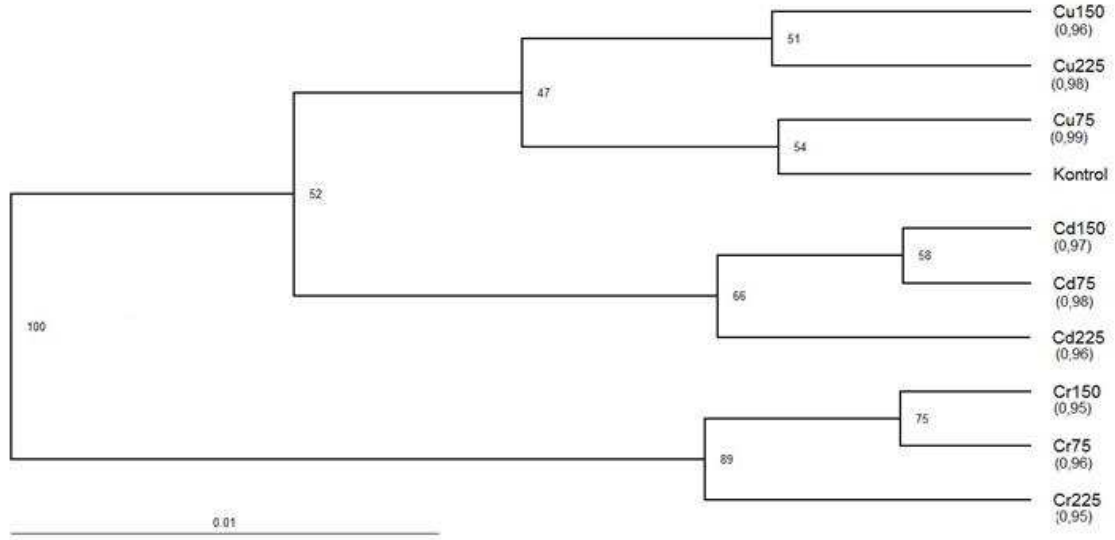 Cu150
(0,96)
51
Cu225
(0,98)
47
Cu75
(0,99)
54
Kontrol
52
Cd150
(0,97)
58
Cd75
(0,98)
66
Cd225
(0,96)
100
Cr150
(0,95)
75
Cr75
(0,96)
89
Cr225
(0,95)
0.01